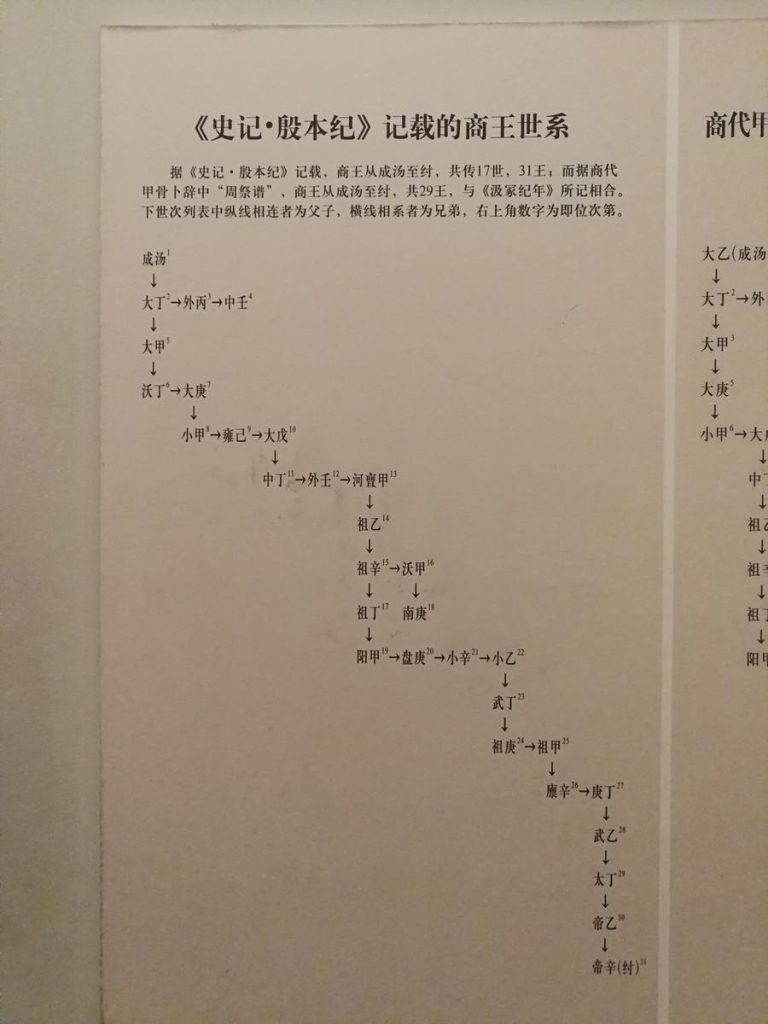 《史记·殷本纪》记载的商王世系
据《史记·殷本纪》记载，商王从成汤至纣，共传17世，31王；而据商代
甲骨卜辞中“周祭谱”，商王从成汤至纣，共29王，与《汲冢纪年》所记相合。
下世次列表中纵线相连者为父子，横线相系者为兄弟，右上角数字为即位次第。
成汤1
↓
大丁2→外丙3→中壬4
↓
大甲5
↓
沃丁6→大庚7
↓
小甲8→雍己9→大戊10
↓
中丁11→外壬12→河亶甲13
↓
祖乙14
↓
祖辛15→沃甲16
↓ ↓
祖丁17 南庚18
↓
阳甲19→盘庚20→小辛21→小乙22
↓
武丁23
↓
祖庚24→祖甲25
↓
廪辛26→庚丁27
↓
武乙28
↓
太丁29
↓
帝乙30
↓
帝辛(纣)31
商代甲
大乙(成汤
↓
大丁2→外
↓
大甲3
↓
大庚5
↓
小甲6→大
↓
中
↓
祖
↓
祖
↓
祖
↓
阳